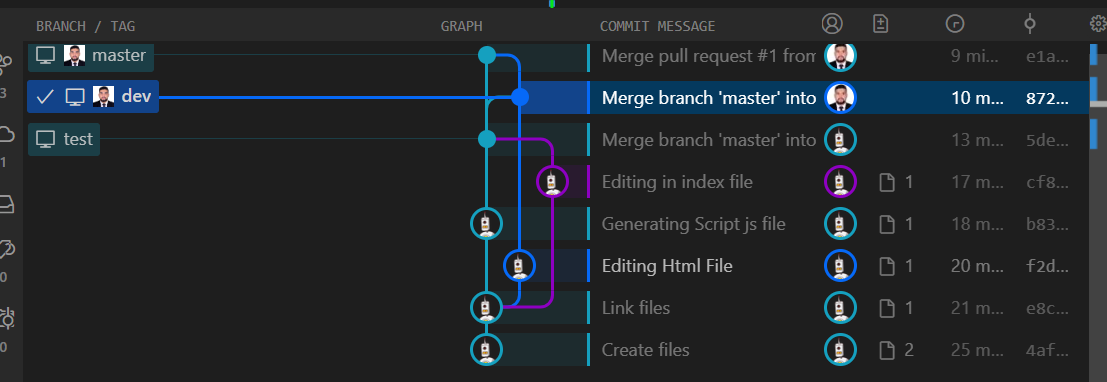 BRANCH / TAG GRAPH COMMIT MESSAGE
master Merge pull request #1 from 9 mi... e1a...
3 dev Merge branch 'master' into 10 m... 872...
test Merge branch 'master' into 13 m... 5de...
1 Editing in index file 1 17 m... cf8...
Generating Script js file 1 18 m... b83...
0 Editing Html File 1 20 m... f2d...
Link files 1 21 m... e8c...
0 Create files 2 25 m... 4af...